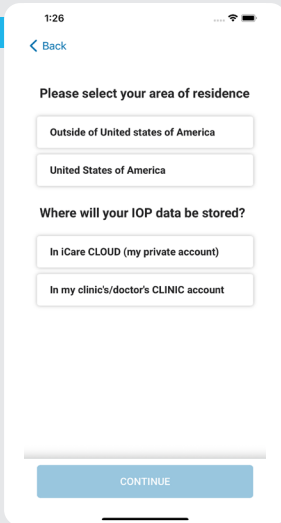 1:26
Back
Please select your area of residence
Outside of United states of America
United States of America
Where will your IOP data be stored?
In iCare CLOUD (my private account)
In my clinic's/doctor's CLINIC account
CONTINUE